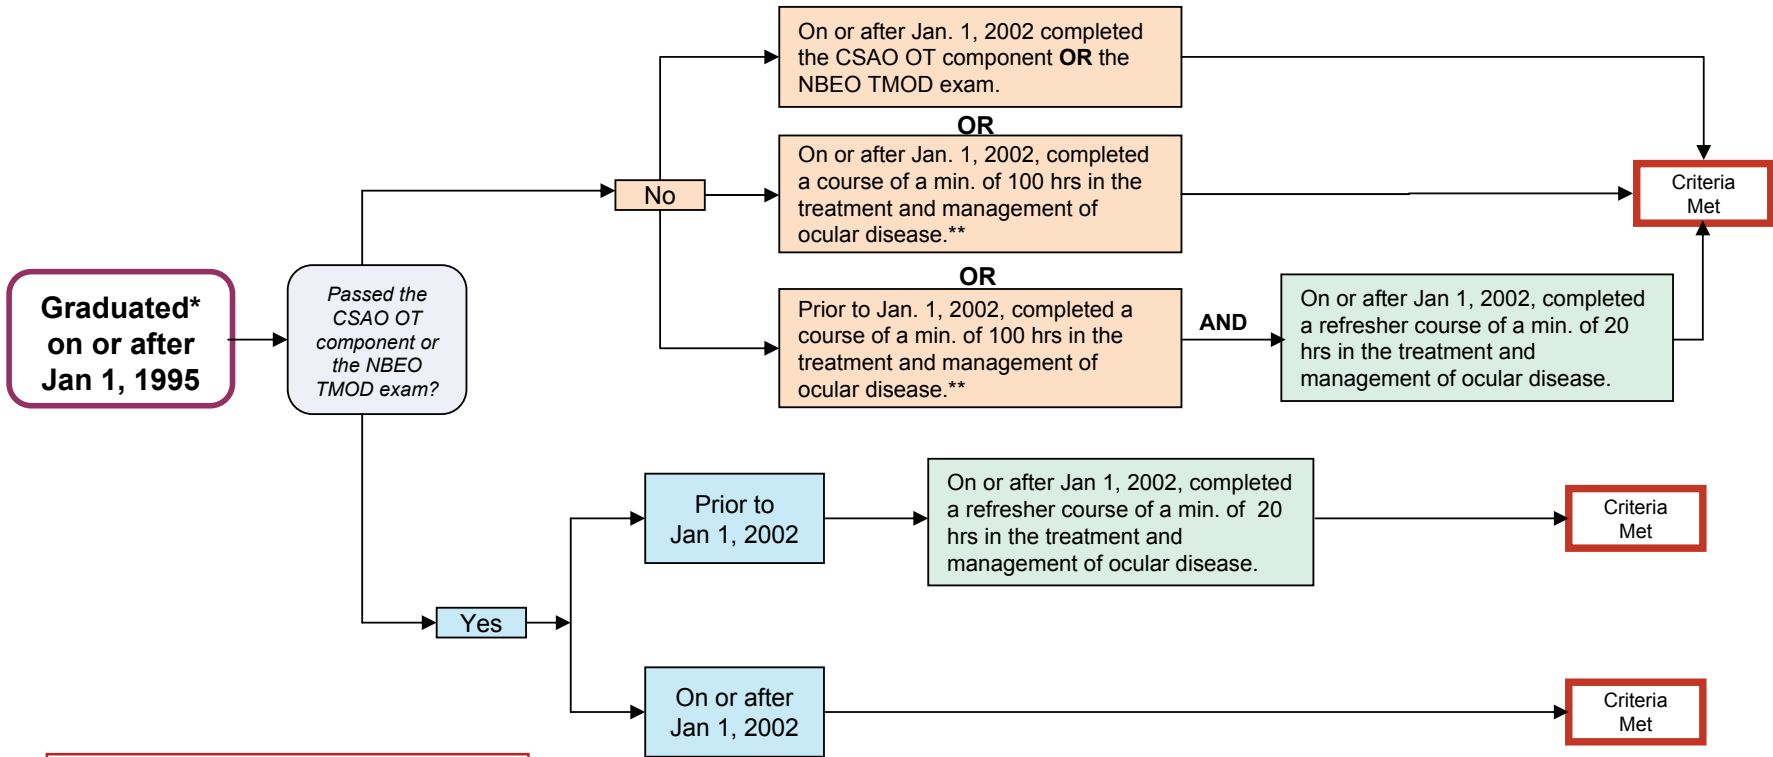 On or after Jan. 1, 2002 completed
the CSAO OT component OR the
NBEO TMOD exam.
OR
On or after Jan. 1, 2002, completed
a course of a min. of 100 hrs in the
treatment and management of
ocular disease.**
No
Criteria
Met
OR
Prior to Jan. 1, 2002, completed a
course of a min. of 100 hrs in the
treatment and management of
ocular disease.**
AND
On or after Jan 1, 2002, completed
a refresher course of a min. of 20
hrs in the treatment and
management of ocular disease.
Graduated*
on or after
Jan 1, 1995
Passed the
CSAO OT
component or
the NBEO
TMOD exam?
Prior to
Jan 1, 2002
On or after Jan 1, 2002, completed
a refresher course of a min. of 20
hrs in the treatment and
management of ocular disease.
Criteria
Met
Yes
On or after
Jan 1, 2002
Criteria
Met